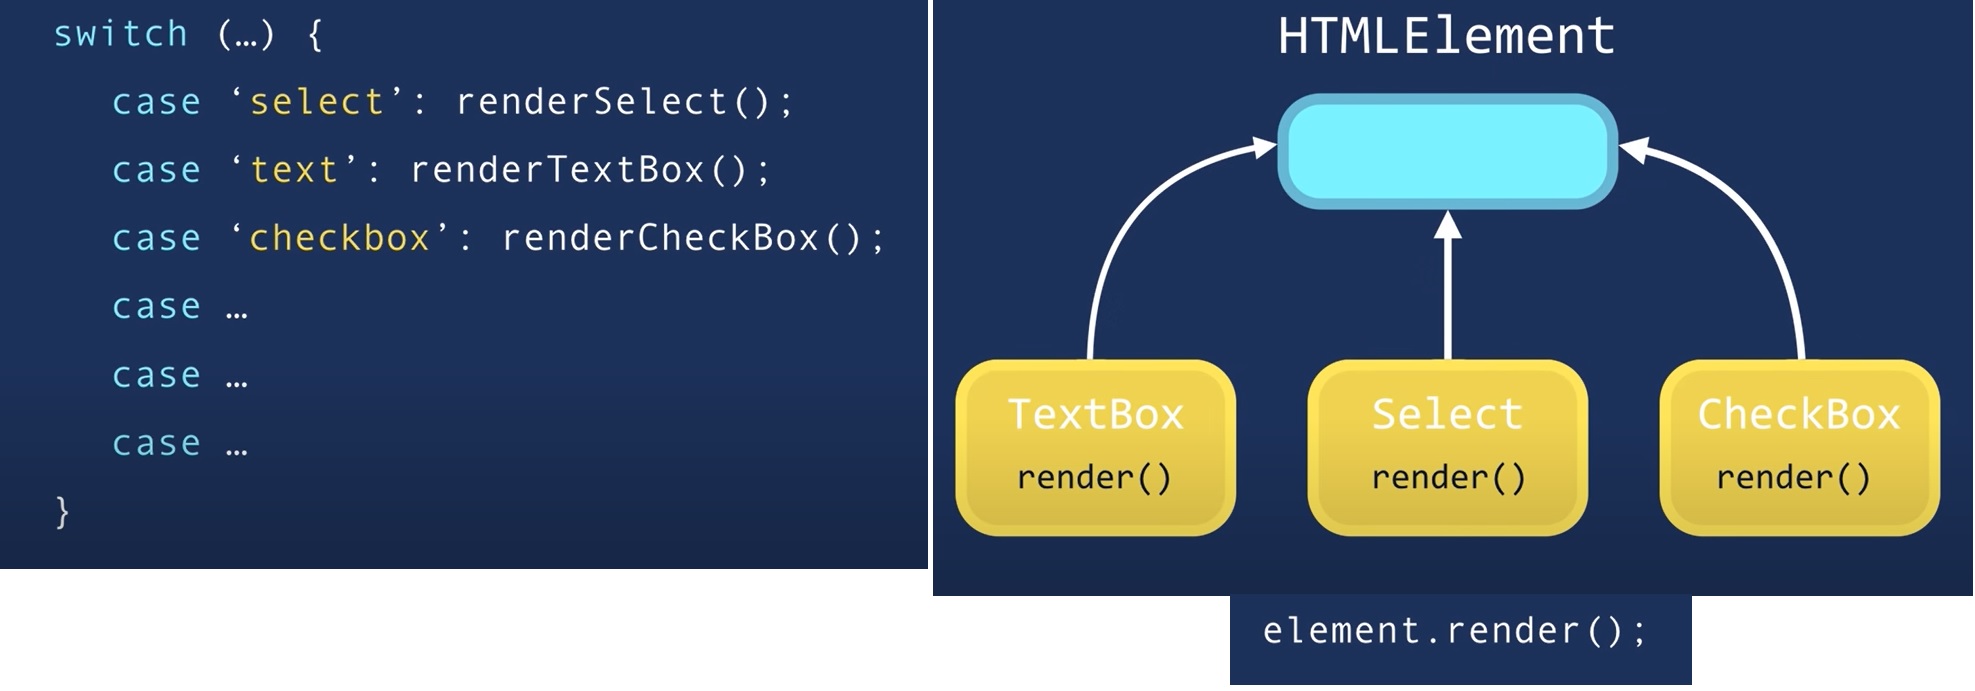 switch (…) {
case ‘select’: renderSelect();
case ‘text’: renderTextBox();
case ‘checkbox’: renderCheckBox();
case …
case …
case …
}
HTMLElement
TextBox
render()
Select
render()
CheckBox
render()
element.render();